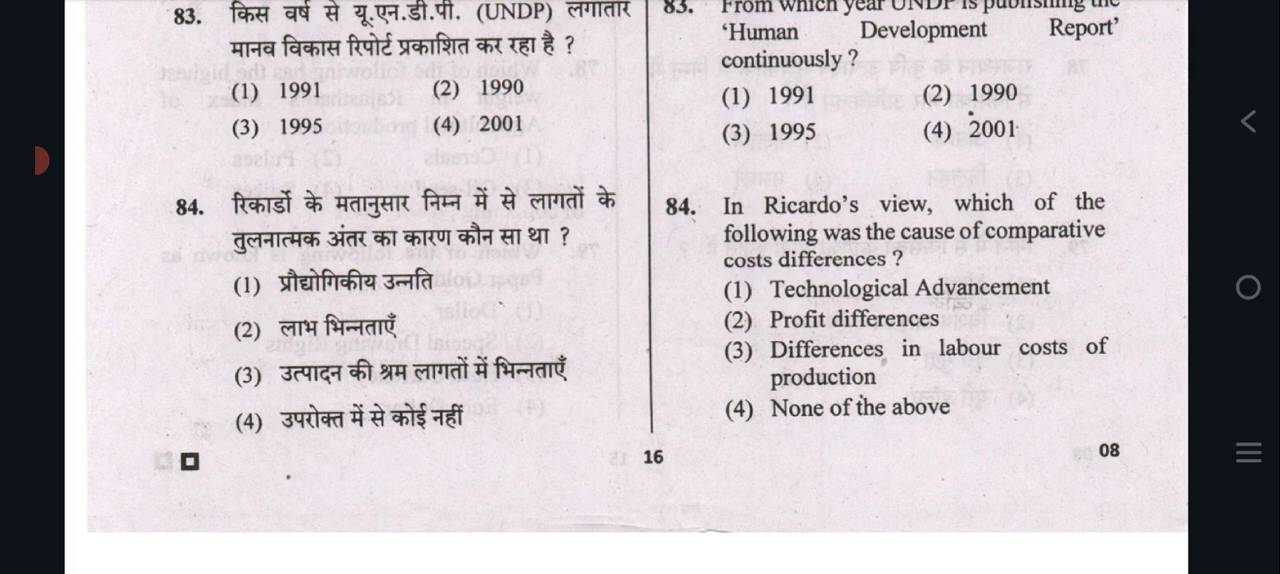 83. किस वर्ष से यू.एन.डी.पी. (UNDP) लगातार
मानव विकास रिपोर्ट प्रकाशित कर रहा है ?
(1) 1991 (2) 1990
(3) 1995 (4) 2001
84. रिकार्डो के मतानुसार निम्न में से लागतों के
तुलनात्मक अंतर का कारण कौन सा था ?
(1) प्रौद्योगिकीय उन्नति
(2) लाभ भिन्नताएँ
(3) उत्पादन की श्रम लागतों में भिन्नताएँ
(4) उपरोक्त में से कोई नहीं
83. From which year UNDP is publishing the
‘Human Development Report’
continuously ?
(1) 1991 (2) 1990
(3) 1995 (4) 2001
84. In Ricardo’s view, which of the
following was the cause of comparative
costs differences ?
(1) Technological Advancement
(2) Profit differences
(3) Differences in labour costs of
production
(4) None of the above
16
08